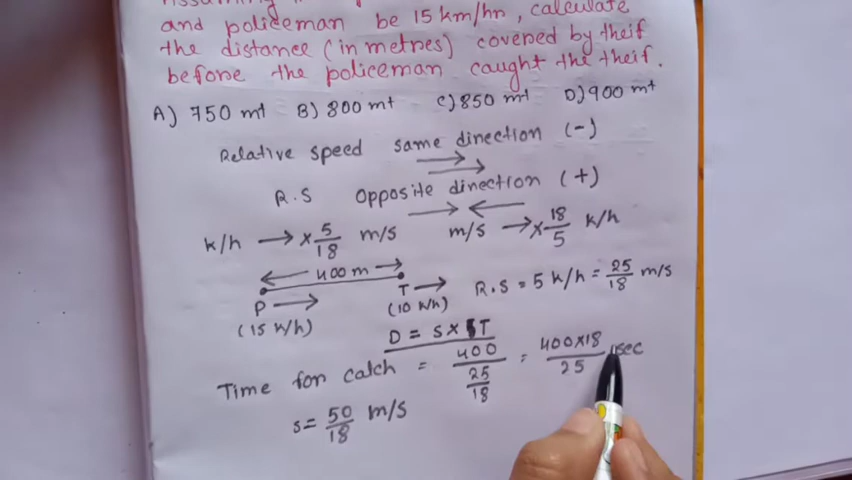 and policeman be 15 km/hr, calculate
the distance (in metres) covered by theif
before the policeman caught the theif.
A) 750 mt B) 800 mt C) 850 mt D) 900 mt
Relative speed same direction (-)
R.S opposite direction (+)
k/h → × 5/18 m/s m/s → × 18/5 k/h
400 m
P → T → R.S = 5 k/h = 25/18 m/s
(15 k/h) (10 k/h)
D = S × T
Time for catch = 400/(25/18) = 400×18/25 sec
s = 50/18 m/s